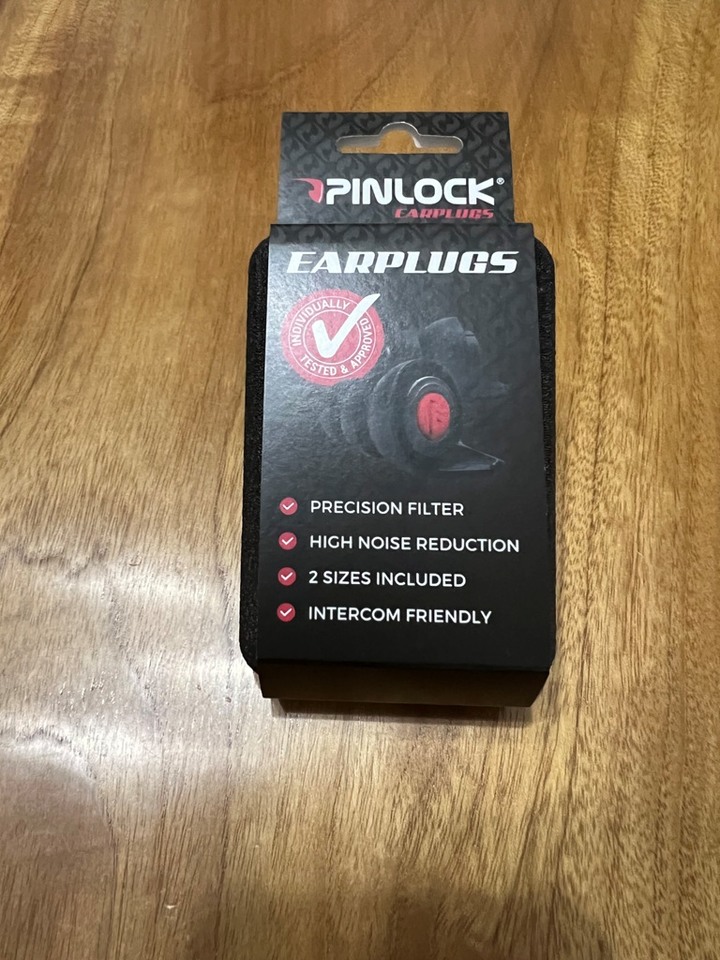 PINLOCK®
EARPLUGS
EARPLUGS
INDIVIDUALLY
TESTED & APPROVED
PRECISION FILTER
HIGH NOISE REDUCTION
2 SIZES INCLUDED
INTERCOM FRIENDLY